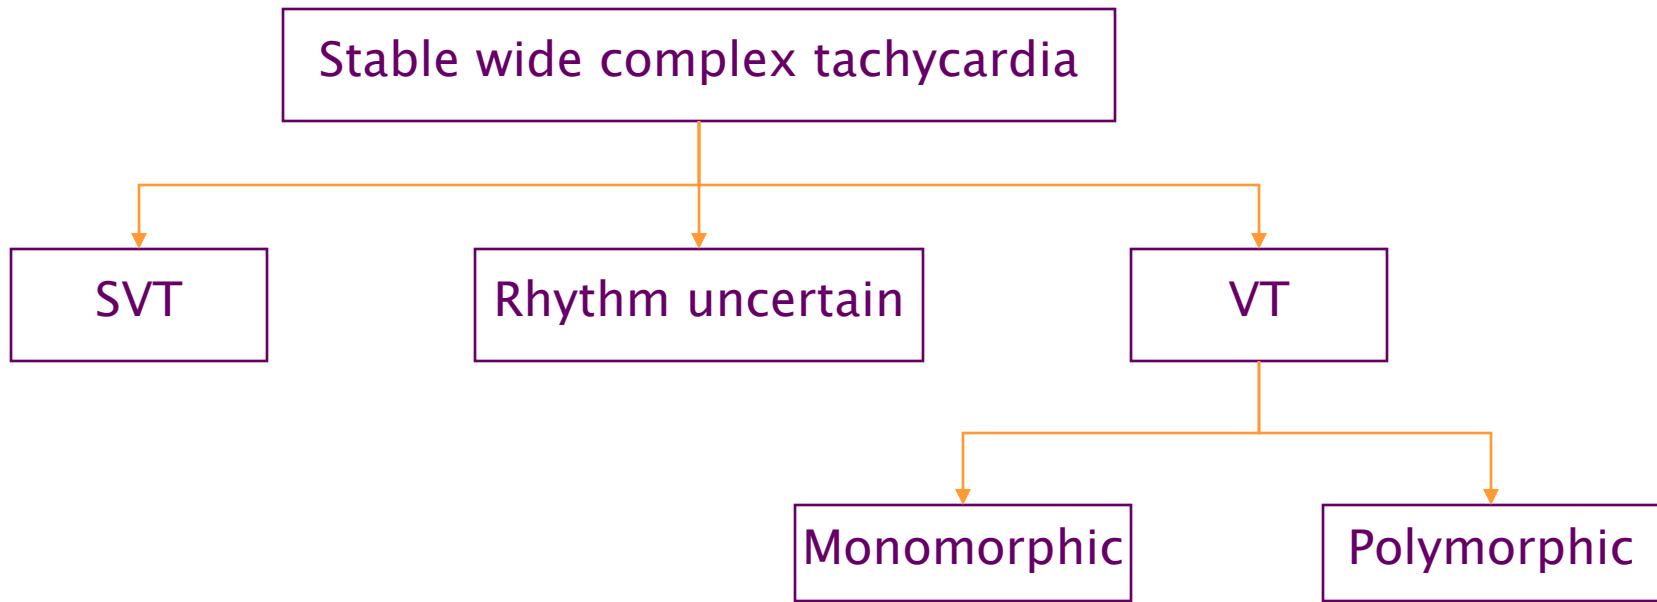 Stable wide complex tachycardia
SVT
Rhythm uncertain
VT
Monomorphic
Polymorphic